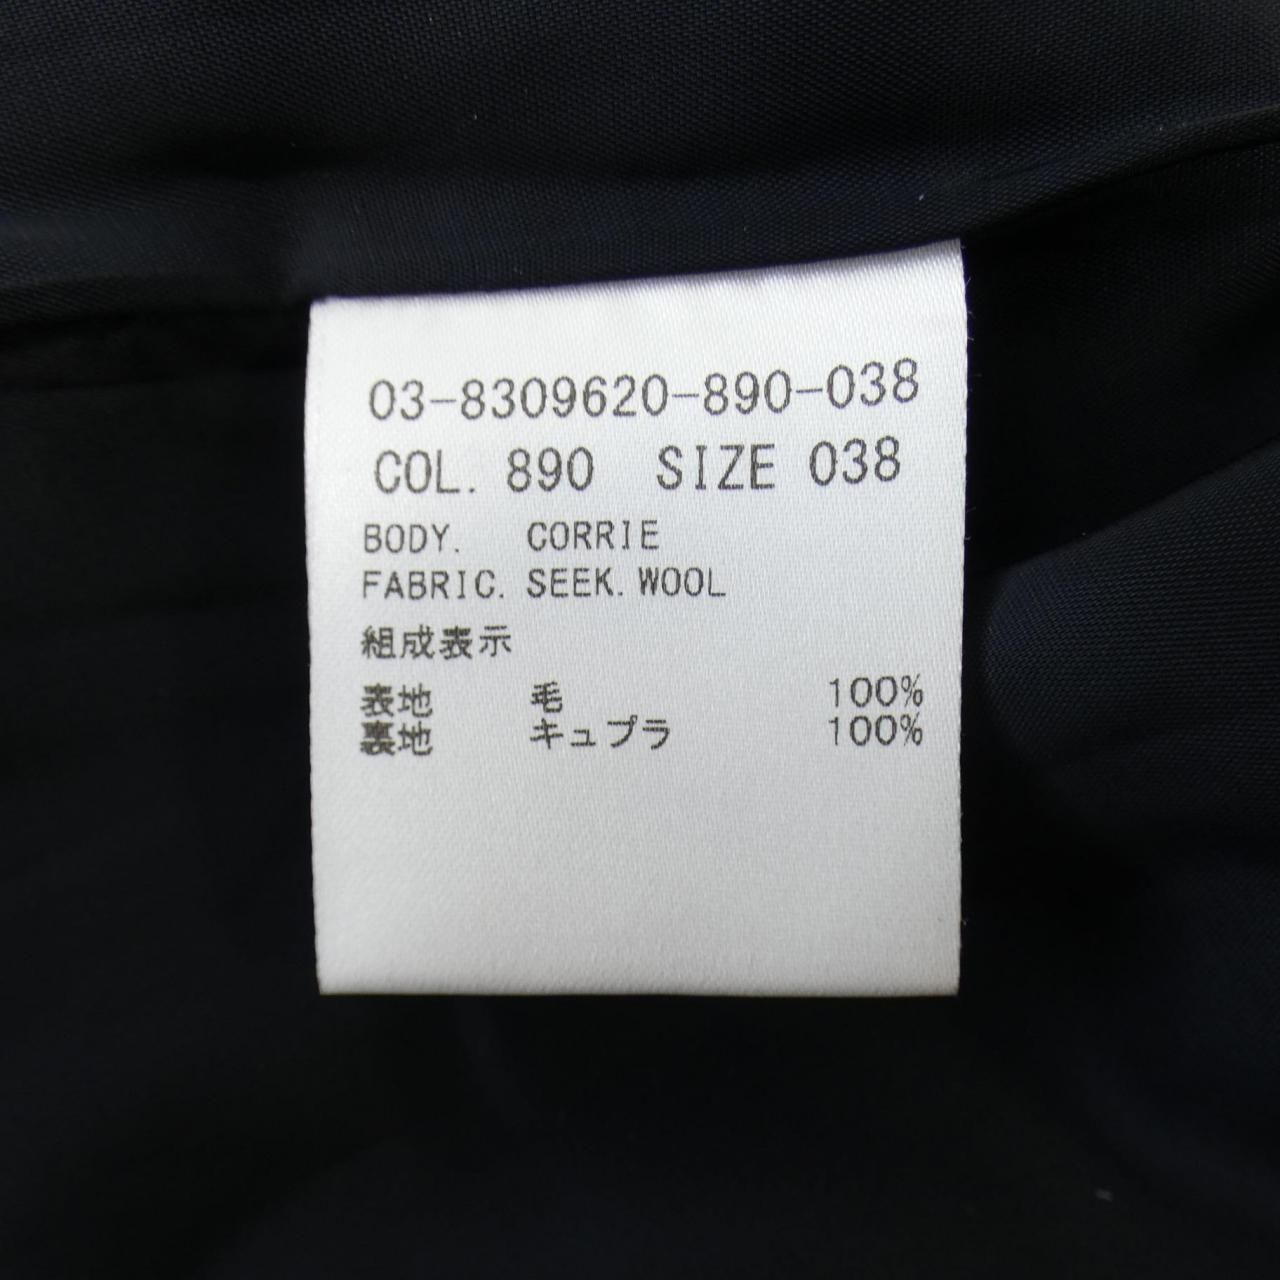 03-8309620-890-038
COL. 890 SIZE 038
BODY. CORRIE
FABRIC. SEEK. WOOL
組成表示
表地 毛 100%
裏地 キュプラ 100%